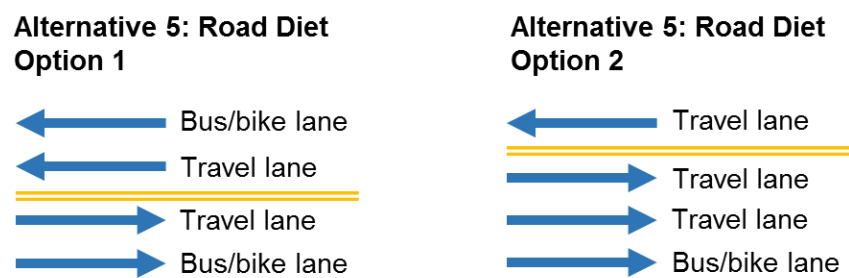 Alternative 5: Road Diet
Option 1
Bus/bike lane
Travel lane
Travel lane
Bus/bike lane
Alternative 5: Road Diet
Option 2
Travel lane
Travel lane
Travel lane
Bus/bike lane